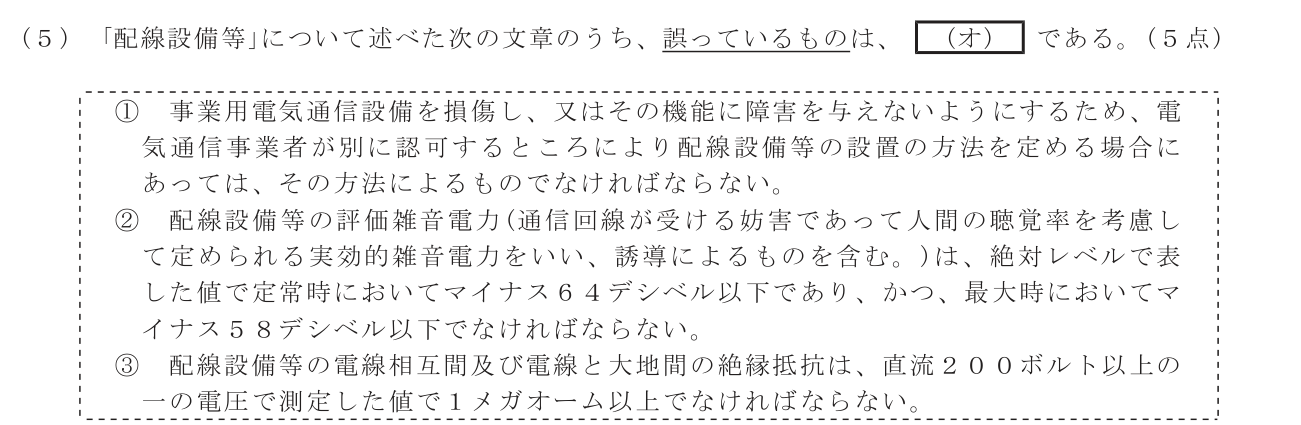 (５) 「配線設備等」について述べた次の文章のうち、誤っているものは、 (オ) である。(５点)
① 事業用電気通信設備を損傷し、又はその機能に障害を与えないようにするため、電
気通信事業者が別に認可するところにより配線設備等の設置の方法を定める場合に
あっては、その方法によるものでなければならない。
② 配線設備等の評価雑音電力(通信回線が受ける妨害であって人間の聴覚率を考慮し
て定められる実効的雑音電力をいい、誘導によるものを含む。)は、絶対レベルで表
した値で定常時においてマイナス６４デシベル以下であり、かつ、最大時においてマ
イナス５８デシベル以下でなければならない。
③ 配線設備等の電線相互間及び電線と大地間の絶縁抵抗は、直流２００ボルト以上の
一の電圧で測定した値で１メガオーム以上でなければならない。